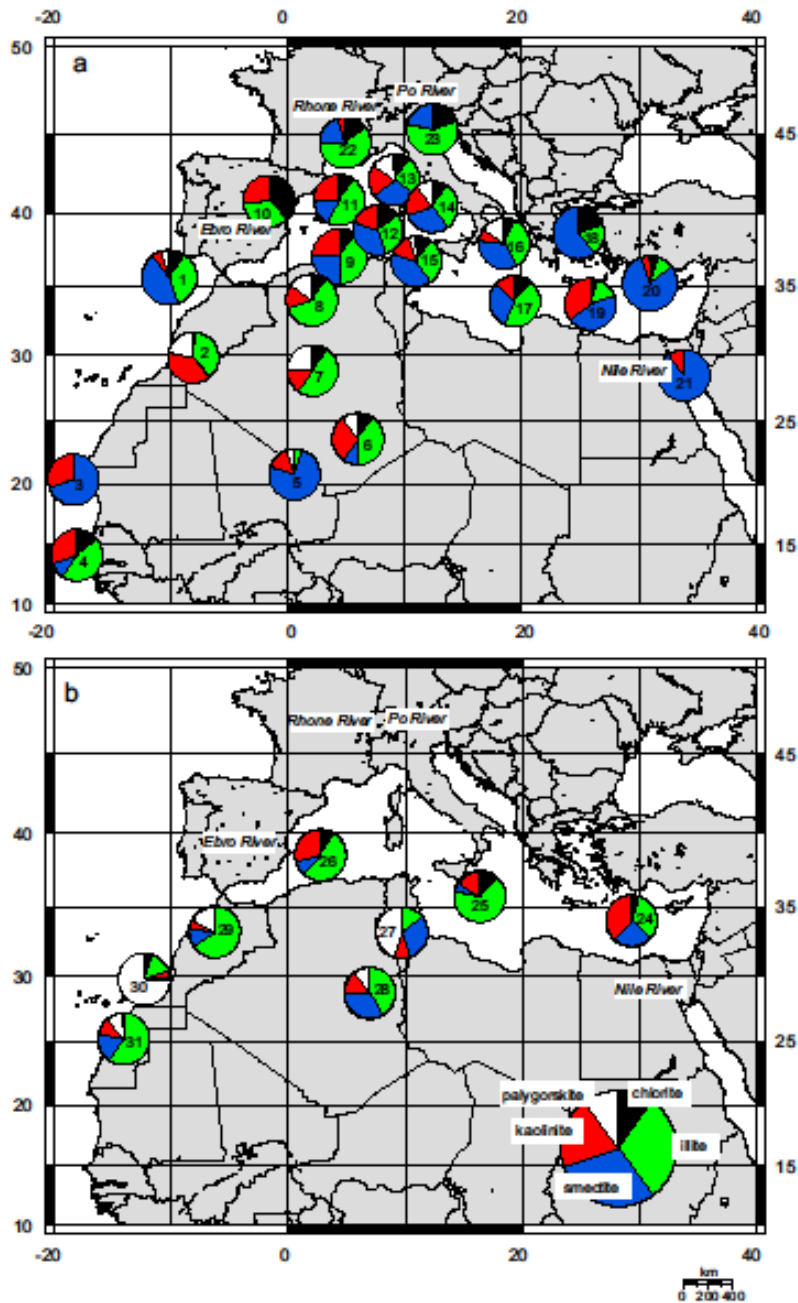 -20 0 20 40
50
a
Po River
Rhone River
45
22 23
13
10 11 14
40
Ebro River
12 16 18
9 15
1 20
35
8 17 19
2
30
7 Nile River 21
25
6
3 5
20
4
15
10
-20 0 20 40
50
b
Rhone River Po River
45
40
Ebro River
26
35
25 24
29 27
30
30 28 Nile River
31
25
20
palygorskite chlorite
kaolinite
illite
15
smectite
10
-20 0 20 40
km
0 200 400